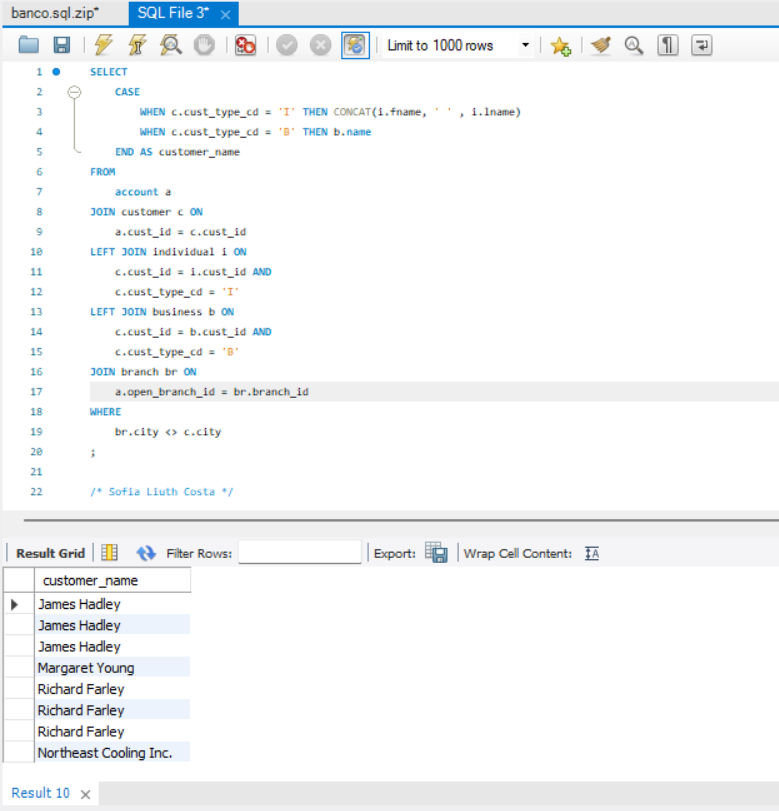 banco.sql.zip* SQL File 3* ×
Limit to 1000 rows
1 SELECT
2 CASE
3 WHEN c.cust_type_cd = 'I' THEN CONCAT(i.fname, ' ' , i.lname)
4 WHEN c.cust_type_cd = 'B' THEN b.name
5 END AS customer_name
6 FROM
7 account a
8 JOIN customer c ON
9 a.cust_id = c.cust_id
10 LEFT JOIN individual i ON
11 c.cust_id = i.cust_id AND
12 c.cust_type_cd = 'I'
13 LEFT JOIN business b ON
14 c.cust_id = b.cust_id AND
15 c.cust_type_cd = 'B'
16 JOIN branch br ON
17 a.open_branch_id = br.branch_id
18 WHERE
19 br.city <> c.city
20 ;
21
22 /* Sofia Liuth Costa */
Result Grid Filter Rows: Export: Wrap Cell Content:
customer_name
James Hadley
James Hadley
James Hadley
Margaret Young
Richard Farley
Richard Farley
Richard Farley
Northeast Cooling Inc.
Result 10 ×